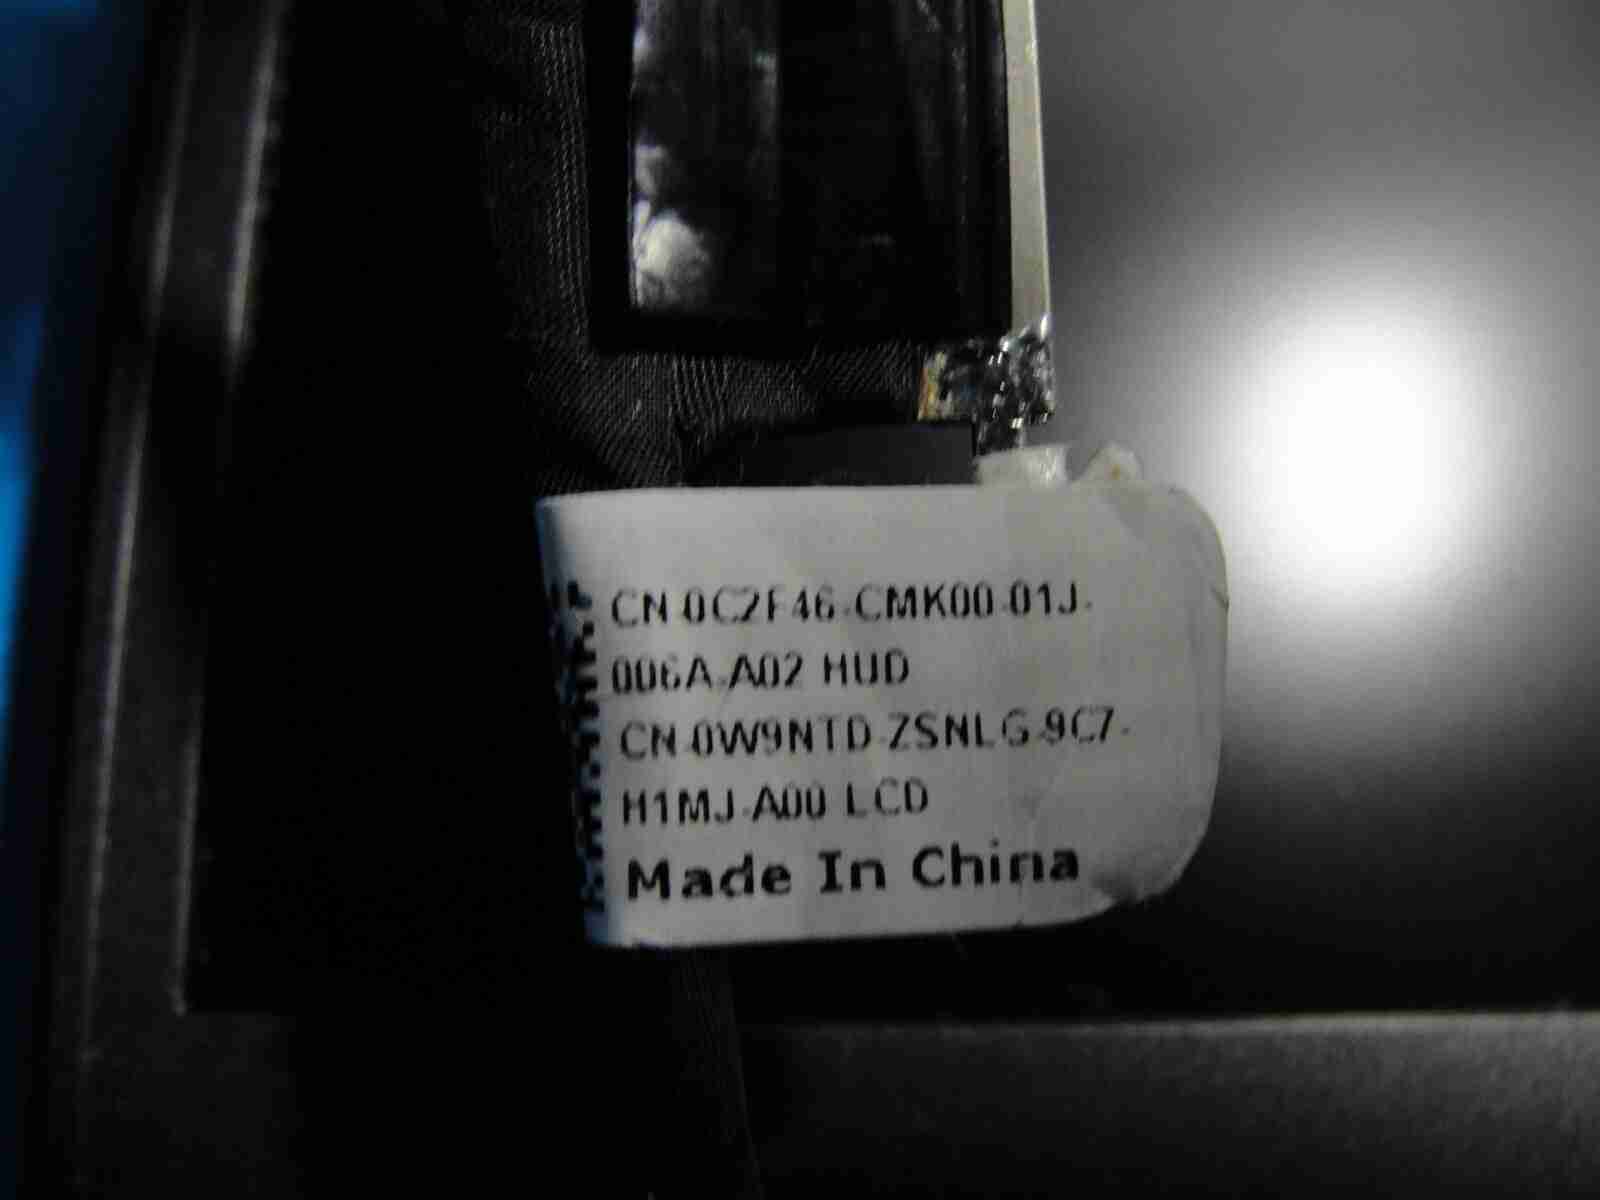 CN-0C2F46-CMK00-01J-
006A-A02 HUD
CN-0W9NTD-ZSNLG-9C7-
H1MJ-A00 LCD
Made In China